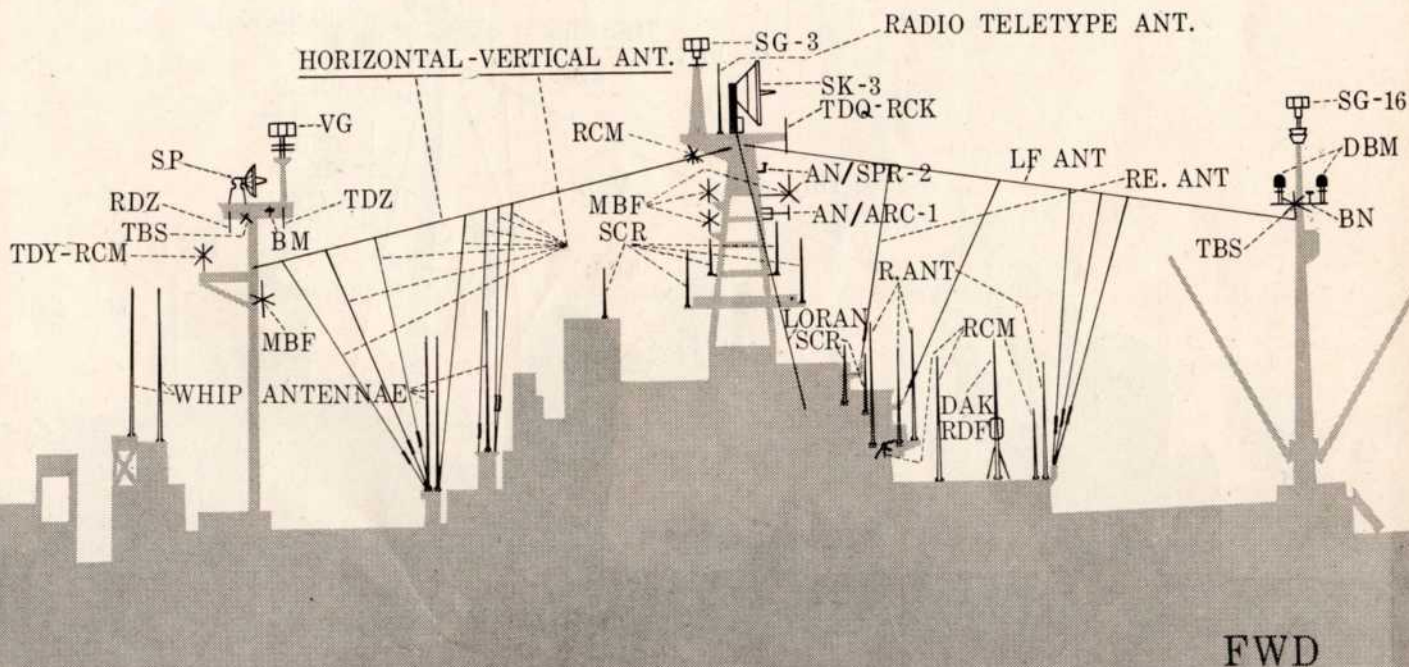 RADIO TELETYPE ANT.
SG-3
HORIZONTAL-VERTICAL ANT.
SK-3
SG-16
VG
TDQ-RCK
RCM
DBM
SP
LF ANT
AN/SPR-2
RE. ANT
RDZ
TDZ
MBF
AN/ARC-1
BN
TBS
BM
SCR
TBS
TDY-RCM
R.ANT
LORAN
SCR
RCM
MBF
WHIP ANTENNAE
DAK
RDF
FWD